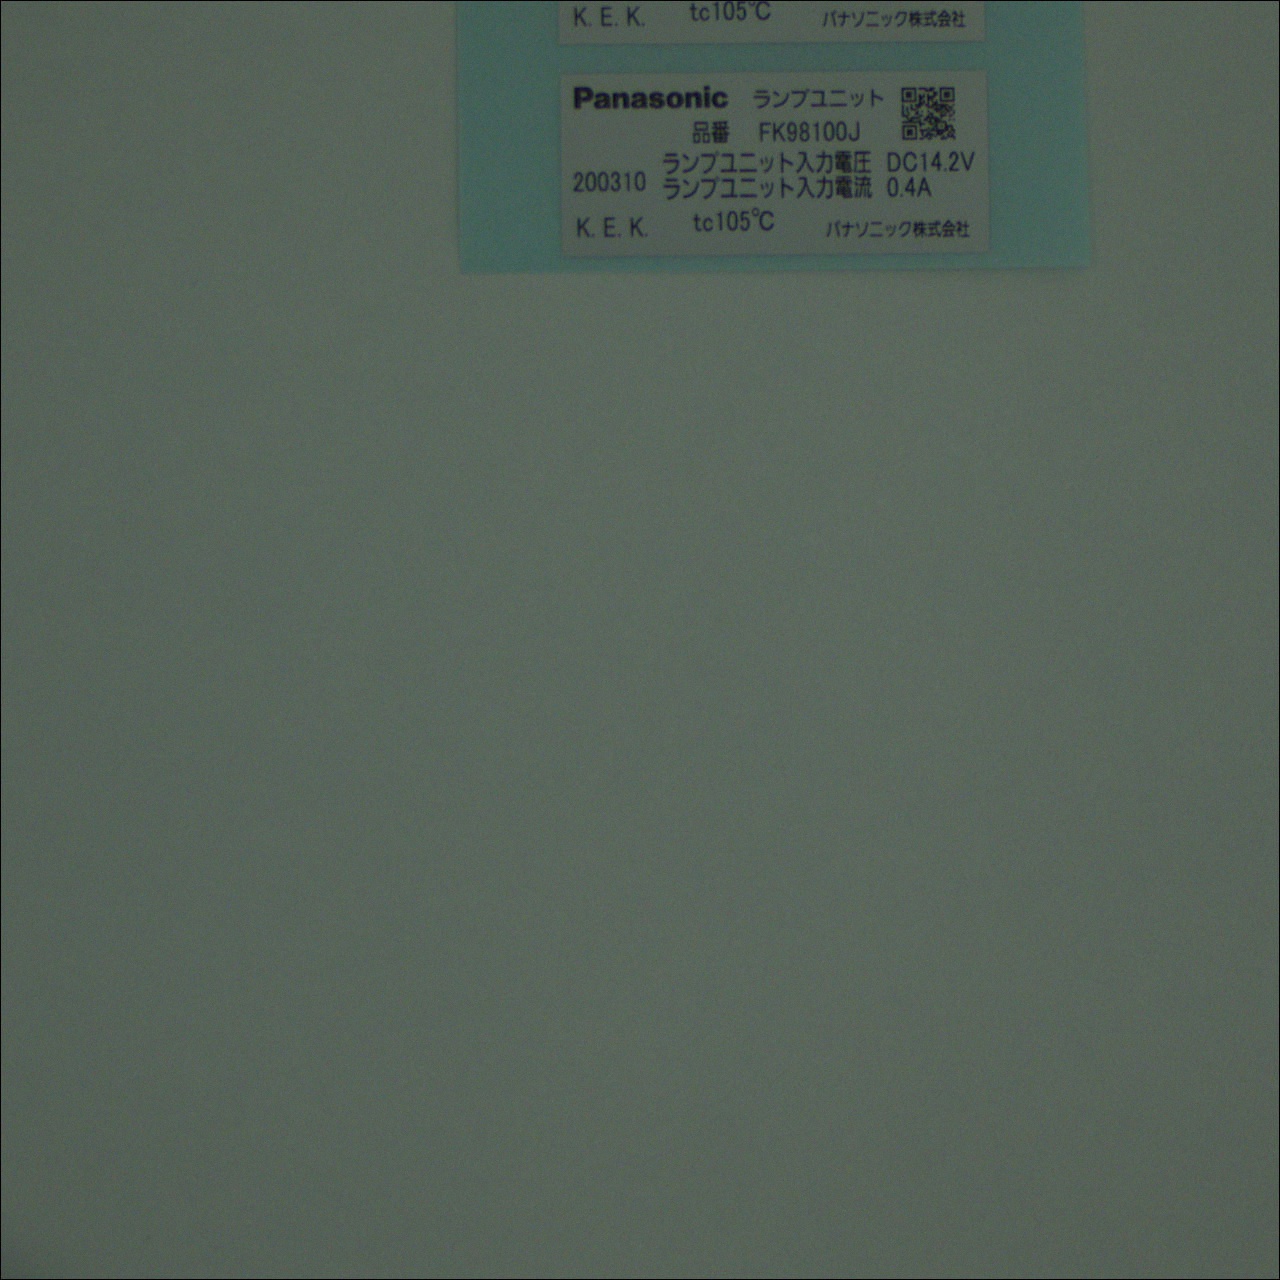 K. E. K. tc105℃ パナソニック株式会社
Panasonic ランプユニット
品番 FK98100J
ランプユニット入力電圧 DC14.2V
200310 ランプユニット入力電流 0.4A
K. E. K. tc105℃ パナソニック株式会社